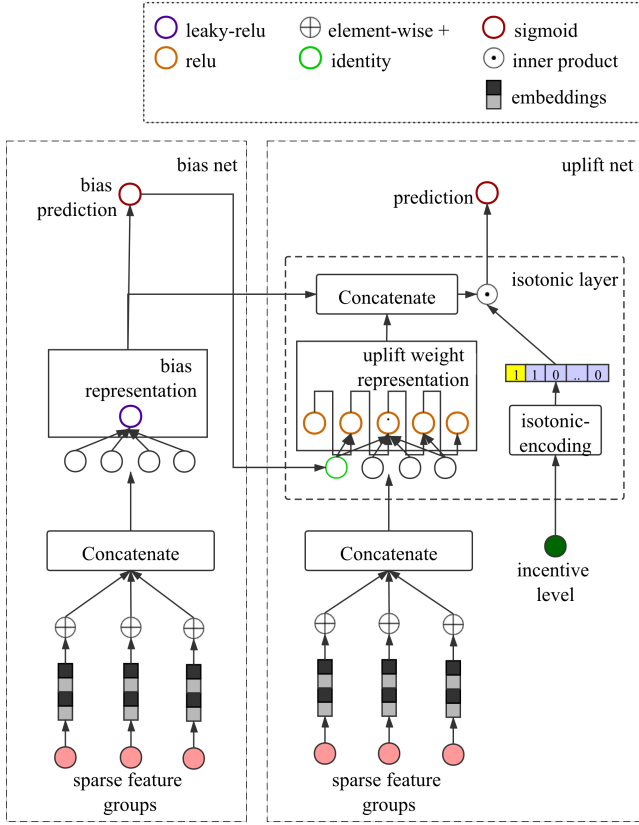 leaky-relu
element-wise +
sigmoid
relu
identity
inner product
embeddings
bias net
uplift net
bias
prediction
prediction
isotonic layer
Concatenate
bias
representation
uplift weight
representation
1 1 0 .. 0
isotonic-
encoding
Concatenate
Concatenate
incentive
level
sparse feature
groups
sparse feature
groups